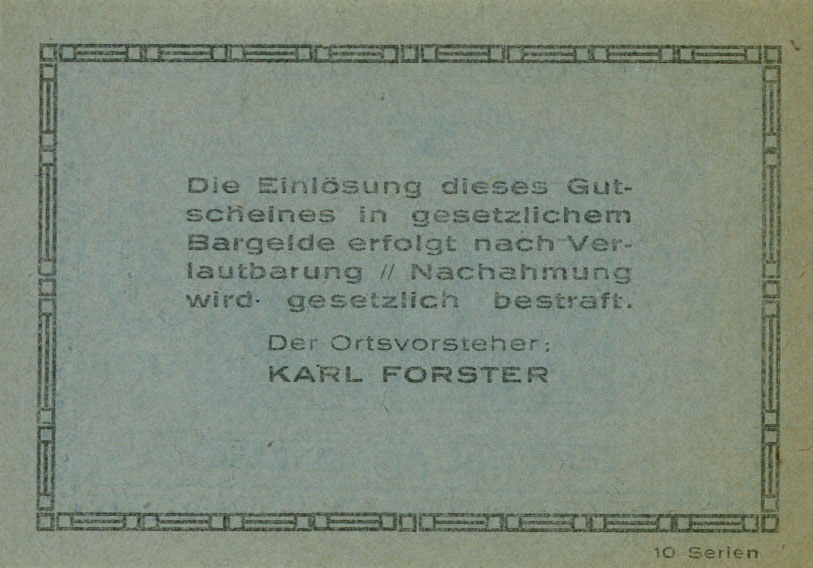 Die Einlösung dieses Gut-
scheines in gesetzlichem
Bargelde erfolgt nach Ver-
lautbarung // Nachahmung
wird gesetzlich bestraft.
Der Ortsvorsteher:
KARL FORSTER
10 Serien